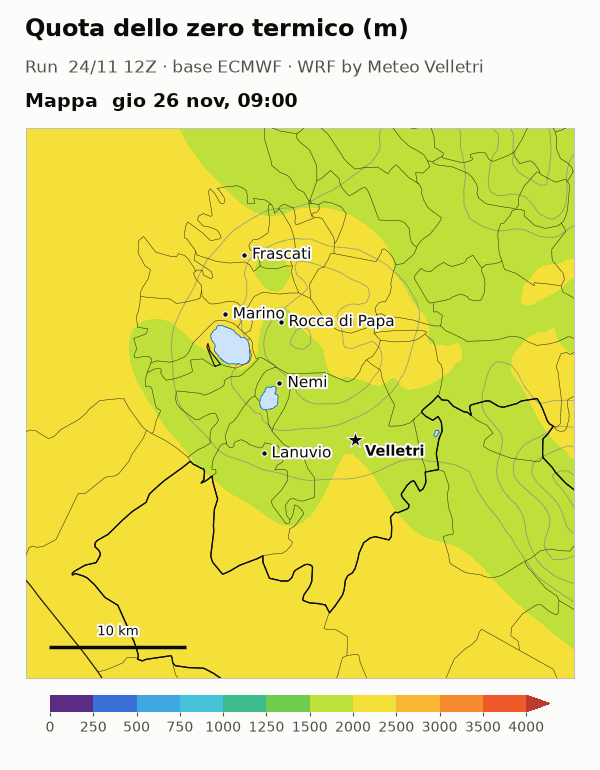 Quota dello zero termico (m)
Run  24/11 12Z · base ECMWF · WRF by Meteo Velletri
Mappa  gio 26 nov, 09:00
Frascati
Marino
Rocca di Papa
Nemi
Velletri
Lanuvio
10 km
0 250 500 750 1000 1250 1500 2000 2500 3000 3500 4000